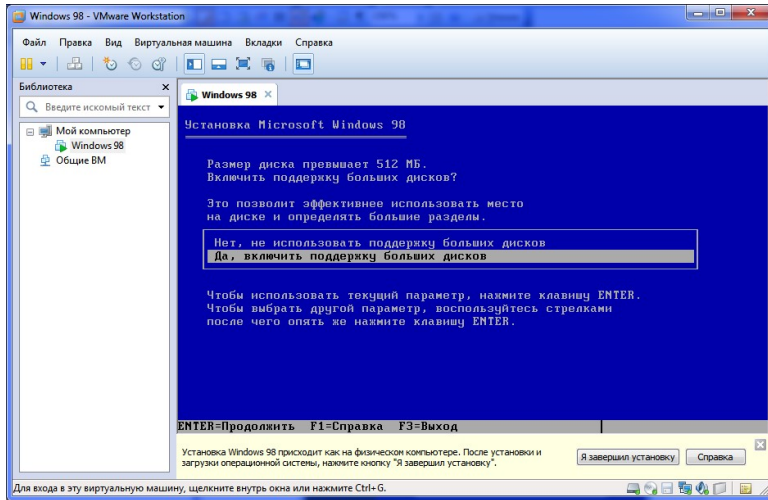 Windows 98 - VMware Workstation
Файл Правка Вид Виртуальная машина Вкладки Справка
Библиотека
Введите искомый текст
Мой компьютер
Windows 98
Общие ВМ
Windows 98
Установка Microsoft Windows 98
Размер диска превышает 512 МБ.
Включить поддержку больших дисков?
Это позволит эффективнее использовать место
на диске и определять большие разделы.
Нет, не использовать поддержку больших дисков
Да, включить поддержку больших дисков
Чтобы использовать текущий параметр, нажмите клавишу ENTER.
Чтобы выбрать другой параметр, воспользуйтесь стрелками
после чего опять же нажмите клавишу ENTER.
ENTER=Продолжить F1=Справка F3=Выход
Установка Windows 98 присходит как на физическом компьютере. После установки и
загрузки операционной системы, нажмите кнопку "Я завершил установку".
Я завершил установку
Справка
Для входа в эту виртуальную машину, щелкните внутрь окна или нажмите Ctrl+G.